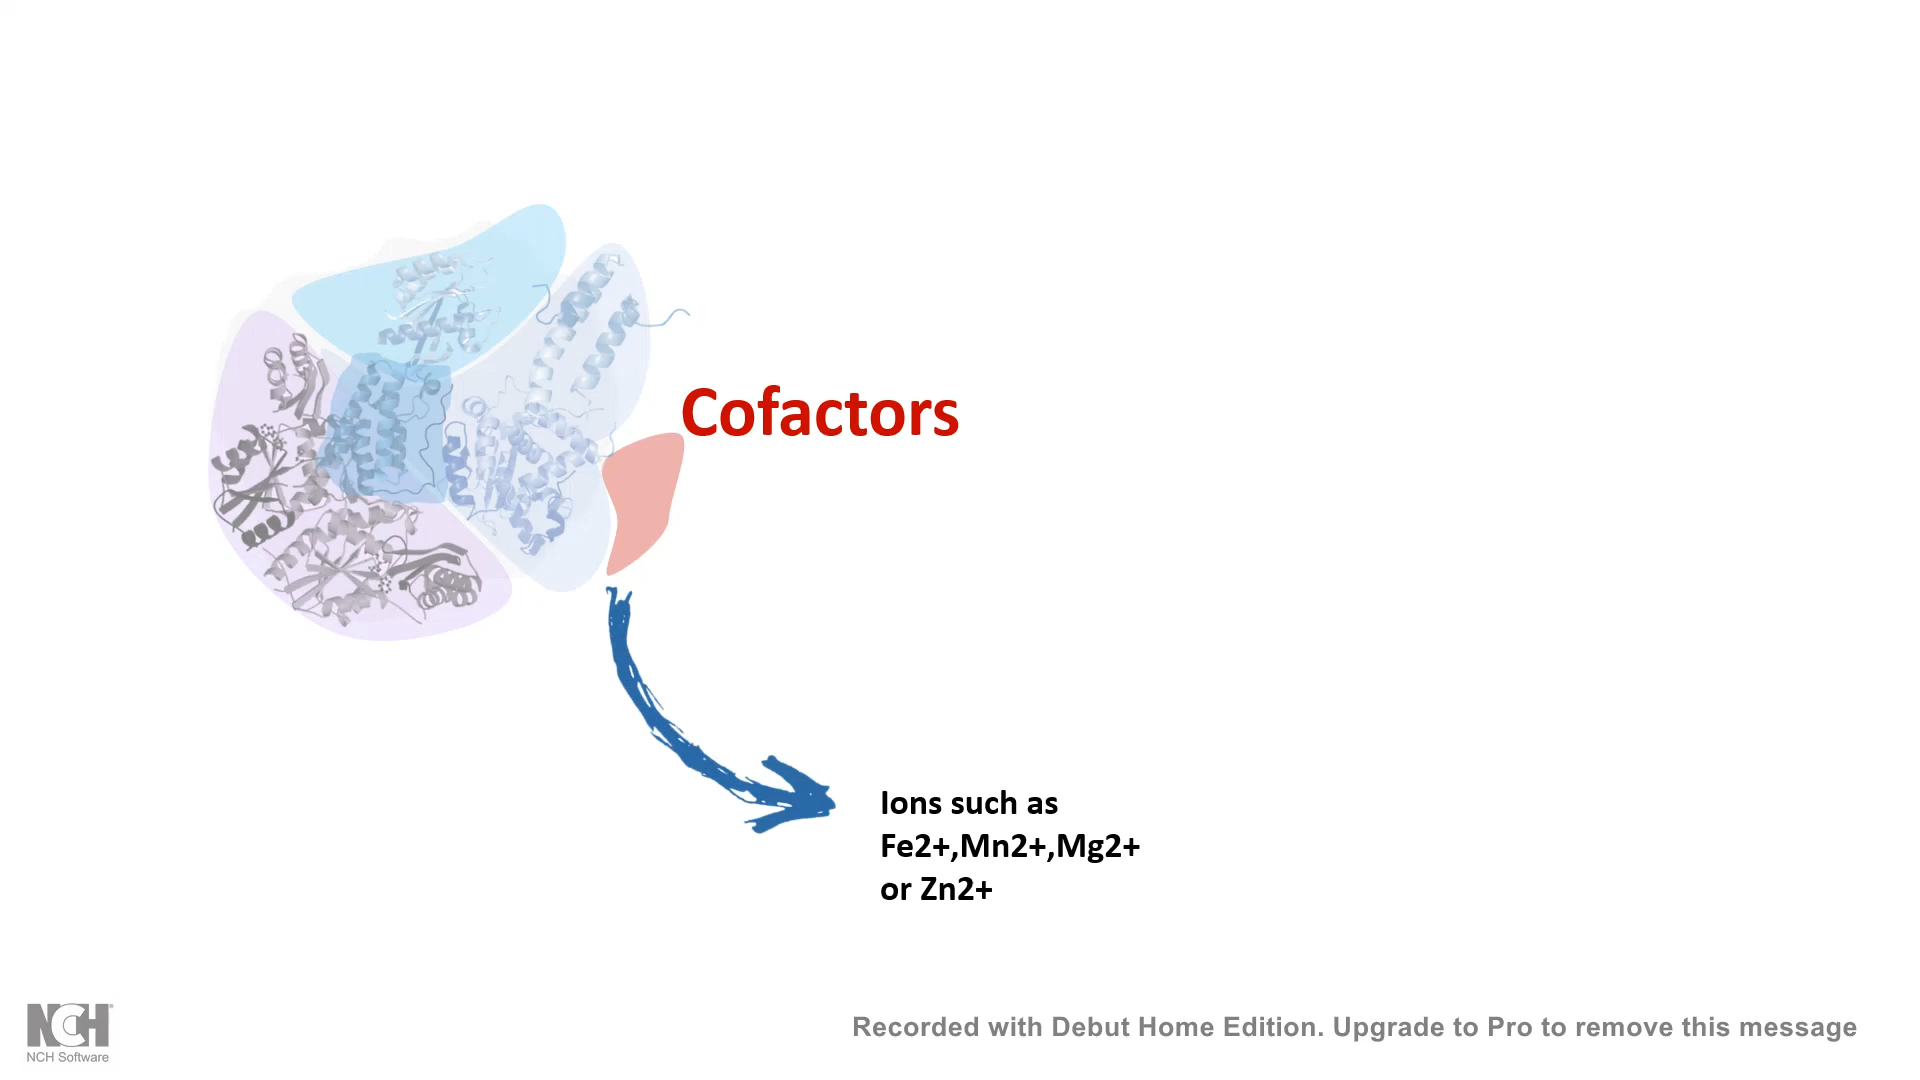 Cofactors
Ions such as
Fe2+,Mn2+,Mg2+
or Zn2+
NCH
NCH Software
Recorded with Debut Home Edition. Upgrade to Pro to remove this message